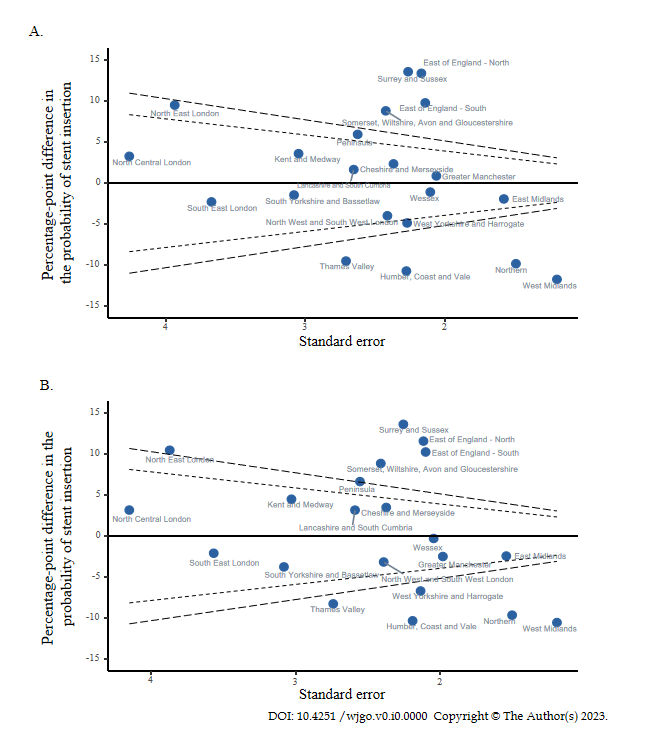 A.
Percentage-point difference in
the probability of stent insertion
15
10
5
0
-5
-10
-15
East of England - North
Surrey and Sussex
East of England - South
North East London
Somerset, Wiltshire, Avon and Gloucestershire
Peninsula
North Central London
Kent and Medway
Cheshire and Merseyside
Greater Manchester
Lancashire and South Cumbria
South Yorkshire and Bassetlaw
Wessex
East Midlands
South East London
North West and South West London
West Yorkshire and Harrogate
Thames Valley
Humber, Coast and Vale
Northern
West Midlands
4
3
2
Standard error
B.
Percentage-point difference in the
probability of stent insertion
15
10
5
0
-5
-10
-15
Surrey and Sussex
East of England - North
East of England - South
North East London
Somerset, Wiltshire, Avon and Gloucestershire
Peninsula
Kent and Medway
Cheshire and Merseyside
North Central London
Lancashire and South Cumbria
Wessex
East Midlands
South East London
Greater Manchester
South Yorkshire and Bassetlaw
North West and South West London
West Yorkshire and Harrogate
Thames Valley
Humber, Coast and Vale
Northern
West Midlands
4
3
2
Standard error
DOI: 10.4251 /wjgo.v0.i0.0000 Copyright © The Author(s) 2023.